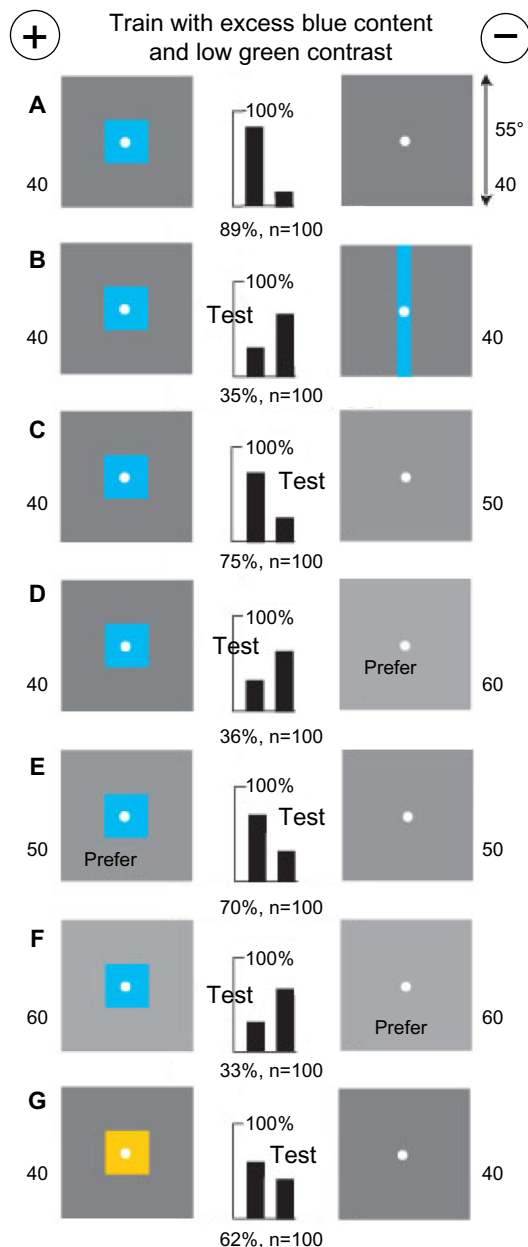 + Train with excess blue content −
and low green contrast
A
100%
55°
40
40
89%, n=100
B
100%
Test
40
40
35%, n=100
C
100%
Test
40
50
75%, n=100
D
100%
Test
Prefer
40
60
36%, n=100
E
100%
Test
50
Prefer
50
70%, n=100
F
100%
Test
60
Prefer
60
33%, n=100
G
100%
Test
40
40
62%, n=100